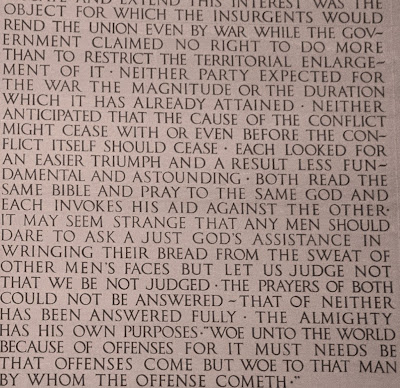 AND EXTEND THIS INTEREST WAS THE
OBJECT FOR WHICH THE INSURGENTS WOULD
REND THE UNION EVEN BY WAR WHILE THE GOV-
ERNMENT CLAIMED NO RIGHT TO DO MORE
THAN TO RESTRICT THE TERRITORIAL ENLARGE-
MENT OF IT · NEITHER PARTY EXPECTED FOR
THE WAR THE MAGNITUDE OR THE DURATION
WHICH IT HAS ALREADY ATTAINED · NEITHER
ANTICIPATED THAT THE CAUSE OF THE CONFLICT
MIGHT CEASE WITH OR EVEN BEFORE THE CON-
FLICT ITSELF SHOULD CEASE · EACH LOOKED FOR
AN EASIER TRIUMPH AND A RESULT LESS FUN-
DAMENTAL AND ASTOUNDING · BOTH READ THE
SAME BIBLE AND PRAY TO THE SAME GOD AND
EACH INVOKES HIS AID AGAINST THE OTHER·
IT MAY SEEM STRANGE THAT ANY MEN SHOULD
DARE TO ASK A JUST GOD'S ASSISTANCE IN
WRINGING THEIR BREAD FROM THE SWEAT OF
OTHER MEN'S FACES BUT LET US JUDGE NOT
THAT WE BE NOT JUDGED · THE PRAYERS OF BOTH
COULD NOT BE ANSWERED ~ THAT OF NEITHER
HAS BEEN ANSWERED FULLY · THE ALMIGHTY
HAS HIS OWN PURPOSES · "WOE UNTO THE WORLD
BECAUSE OF OFFENSES FOR IT MUST NEEDS BE
THAT OFFENSES COME BUT WOE TO THAT MAN
BY WHOM THE OFFENSE COMETH."